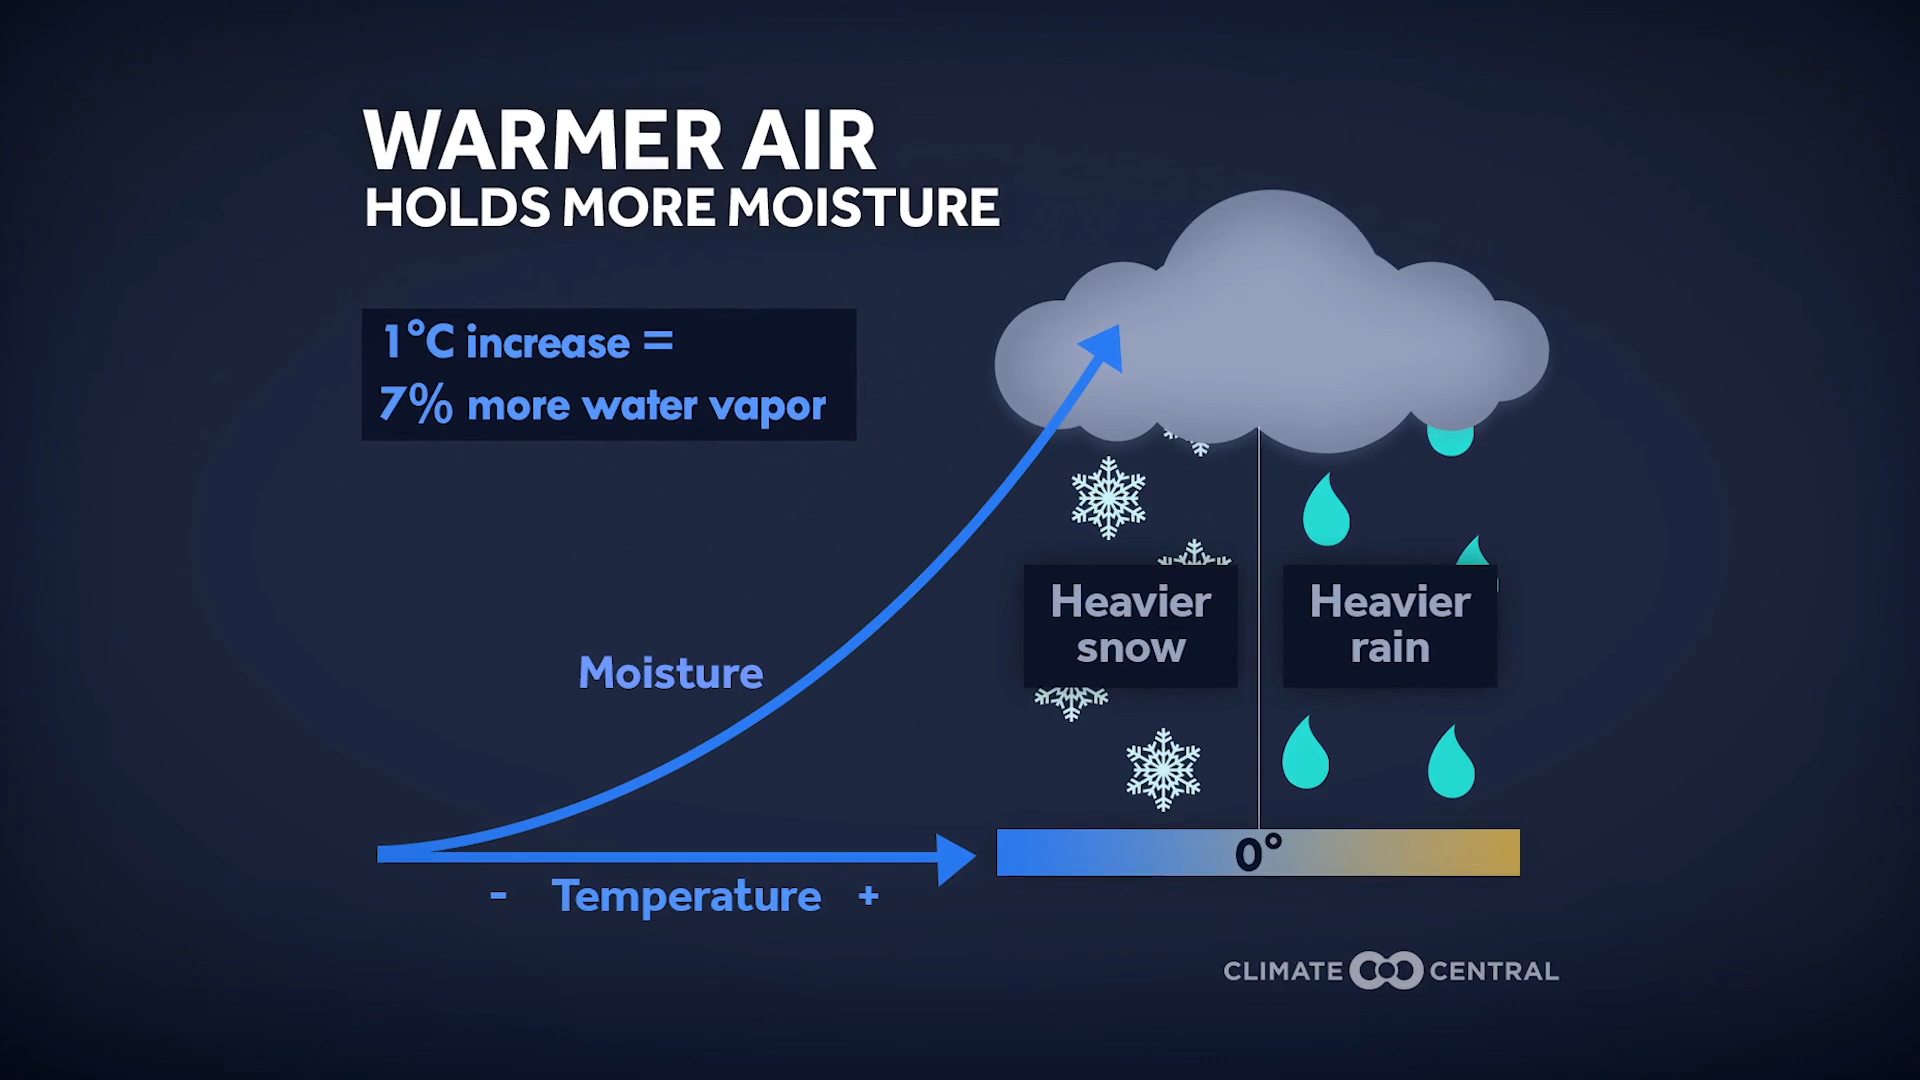 WARMER AIR
HOLDS MORE MOISTURE
1°C increase =
7% more water vapor
Moisture
- Temperature +
Heavier
snow
Heavier
rain
0°
CLIMATE CENTRAL